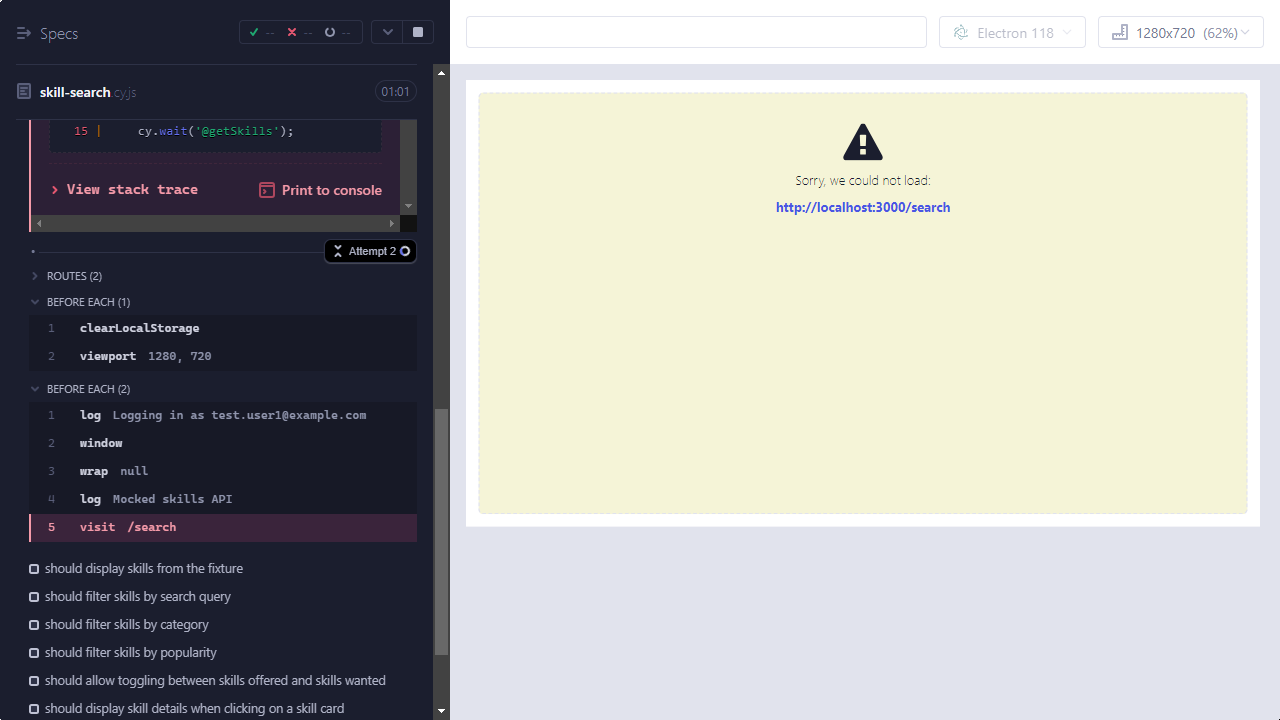 Specs
-- -- --
skill-search.cy.js
01:01
15 | cy.wait('@getSkills');
View stack trace
Print to console
Attempt 2
ROUTES (2)
BEFORE EACH (1)
1 clearLocalStorage
2 viewport 1280, 720
BEFORE EACH (2)
1 log Logging in as test.user1@example.com
2 window
3 wrap null
4 log Mocked skills API
5 visit /search
should display skills from the fixture
should filter skills by search query
should filter skills by category
should filter skills by popularity
should allow toggling between skills offered and skills wanted
should display skill details when clicking on a skill card
Electron 118
1280x720 (62%)
Sorry, we could not load:
http://localhost:3000/search